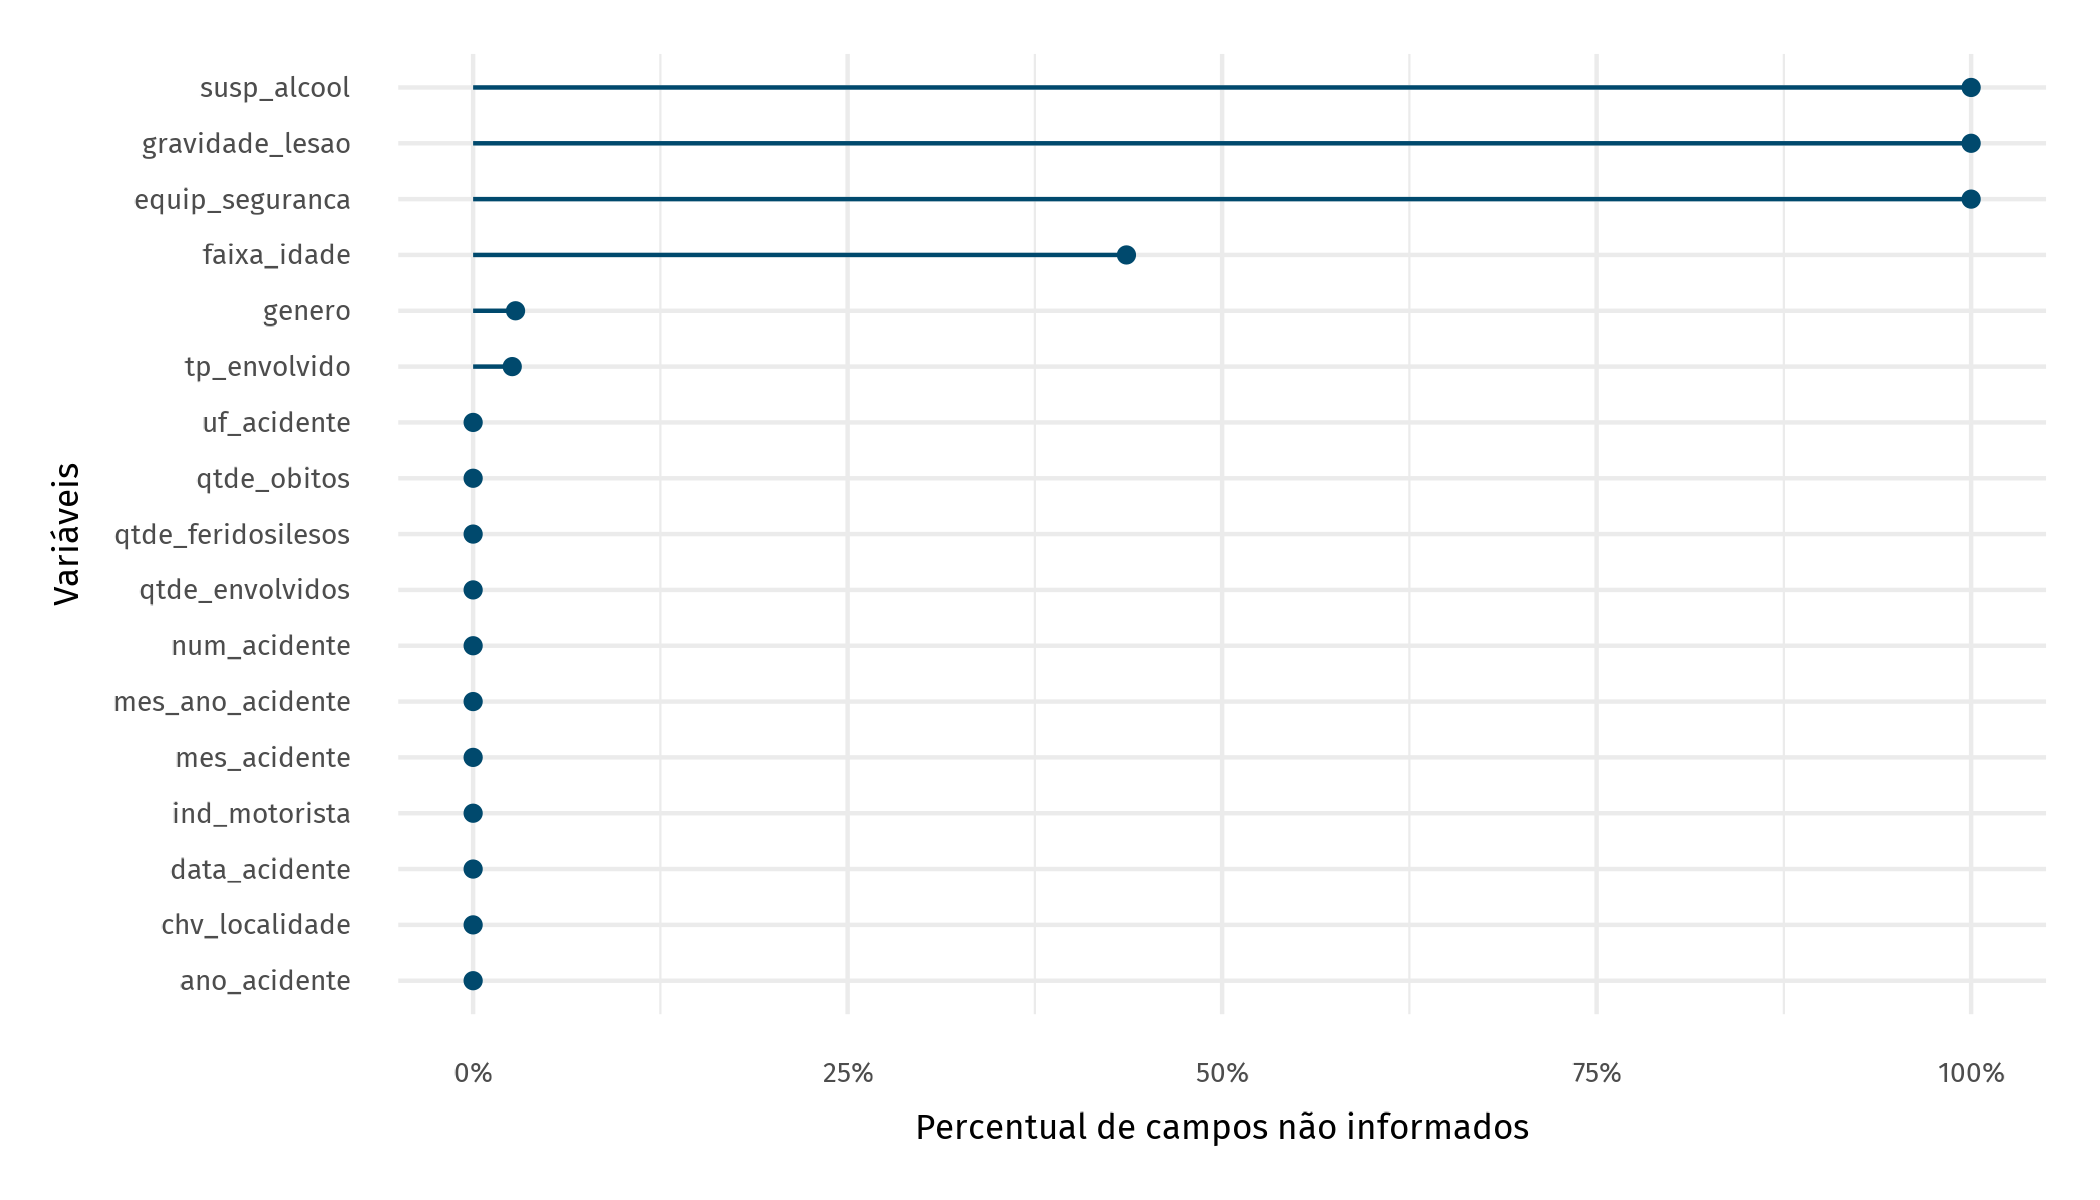 susp_alcool
gravidade_lesao
equip_seguranca
faixa_idade
genero
tp_envolvido
uf_acidente
qtde_obitos
qtde_feridosilesos
qtde_envolvidos
num_acidente
mes_ano_acidente
mes_acidente
ind_motorista
data_acidente
chv_localidade
ano_acidente
Variáveis
0% 25% 50% 75% 100%
Percentual de campos não informados